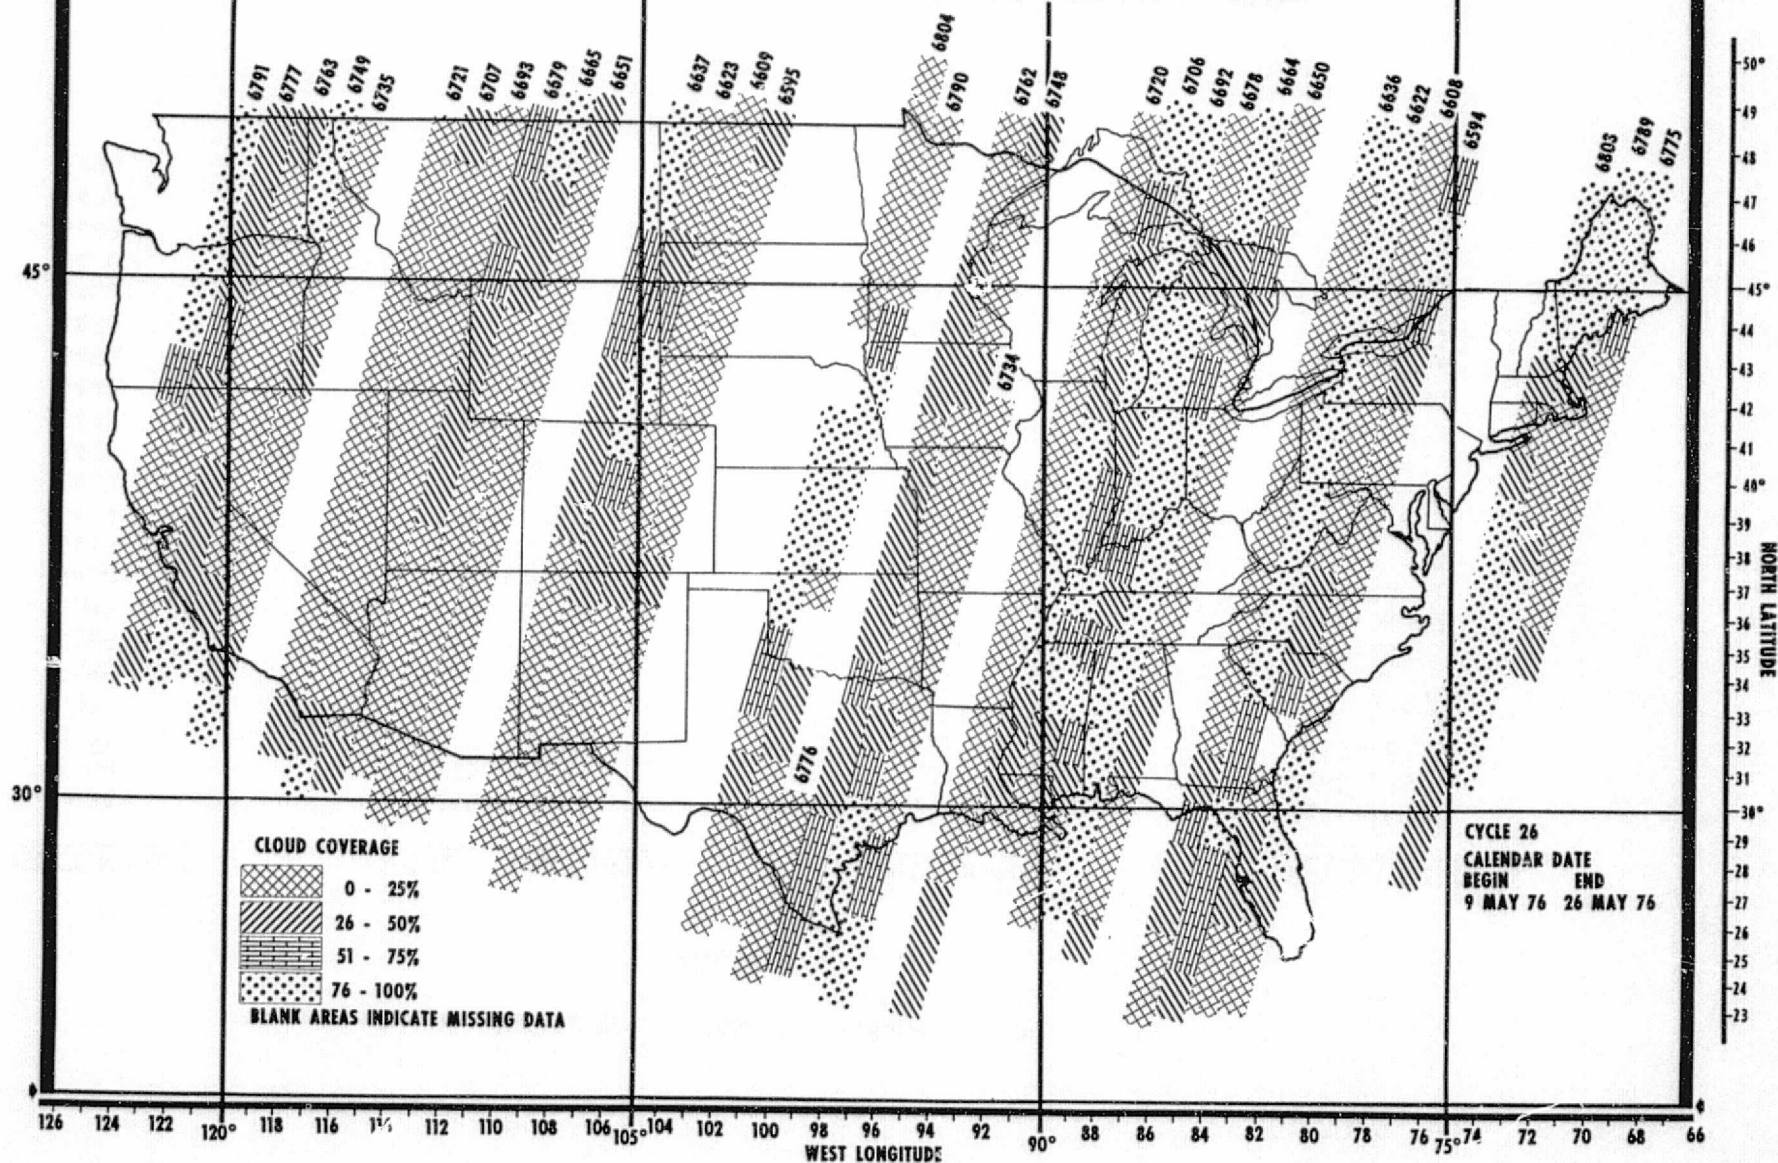 6791 6777 6763 6749 6735 6721 6707 6693 6679 6665 6651 6637 6623 6609 6595 6804 6790 6762 6748 6720 6706 6692 6678 6664 6650 6636 6622 6608 6594 6803 6789 6775
6734
6776
45°
30°
50°
49
48
47
46
45°
44
43
42
41
40°
39
38
37
36
35
34
33
32
31
30°
29
28
27
26
25
24
23
NORTH LATITUDE
CLOUD COVERAGE
0 - 25%
26 - 50%
51 - 75%
76 - 100%
BLANK AREAS INDICATE MISSING DATA
CYCLE 26
CALENDAR DATE
BEGIN END
9 MAY 76 26 MAY 76
126 124 122 120° 118 116 112 110 108 106 105° 104 102 100 98 96 94 92 90° 88 86 84 82 80 78 76 75° 74 72 70 68 66
WEST LONGITUDE